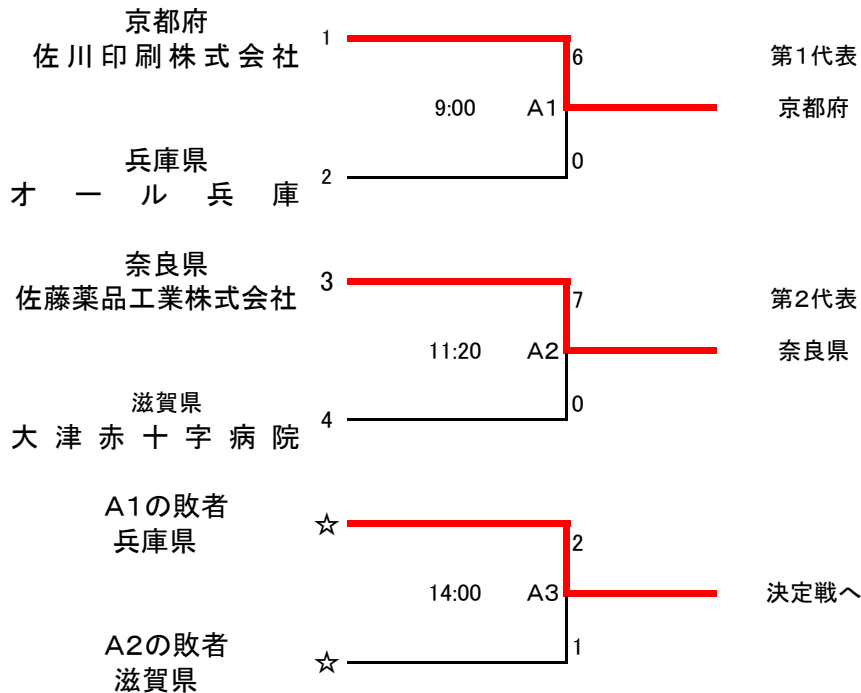 京都府
佐川印刷株式会社
1
6
第1代表
9:00
A1
京都府
兵庫県
オール兵庫
2
0
奈良県
佐藤薬品工業株式会社
3
7
第2代表
11:20
A2
奈良県
滋賀県
大津赤十字病院
4
0
A1の敗者
兵庫県
☆
2
14:00
A3
決定戦へ
A2の敗者
滋賀県
☆
1